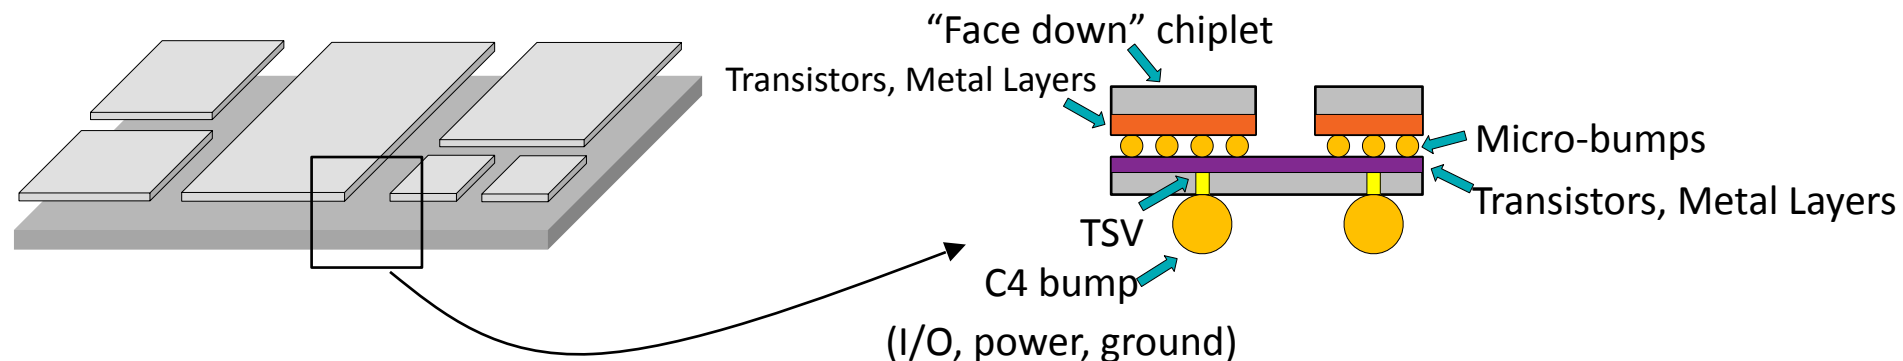 “Face down” chiplet
Transistors, Metal Layers
Micro-bumps
Transistors, Metal Layers
TSV
C4 bump
(I/O, power, ground)